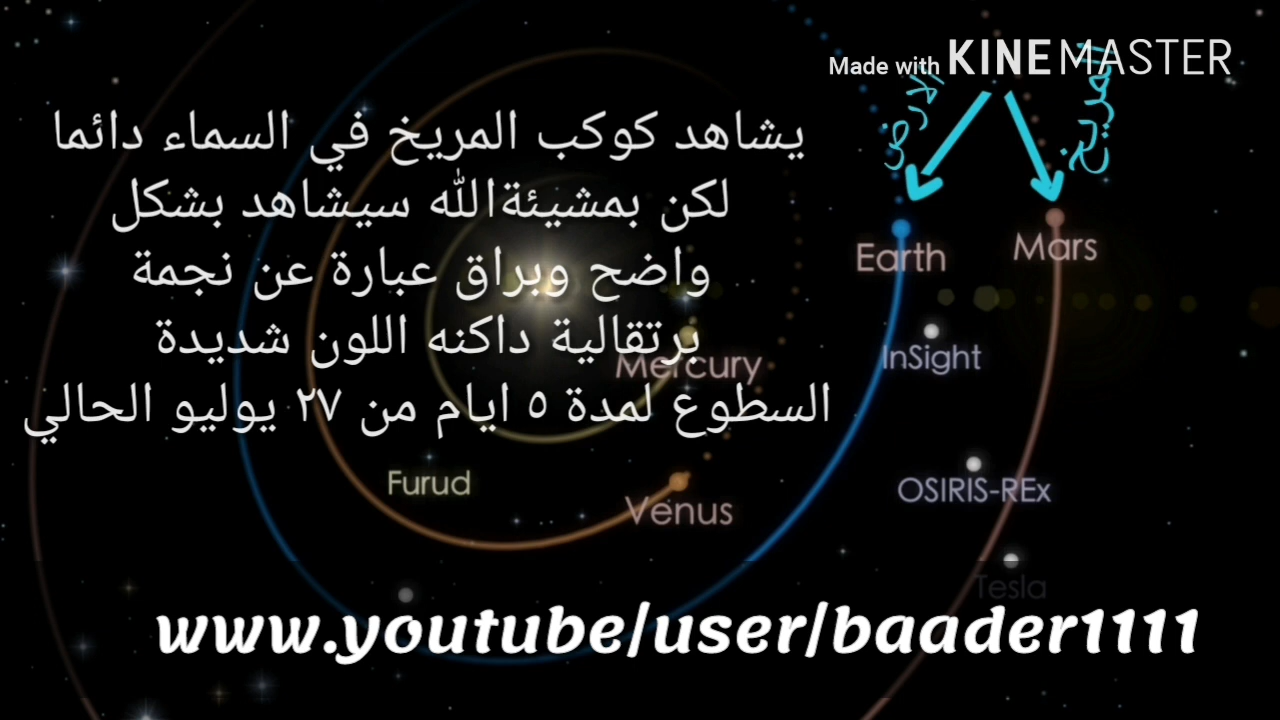 Made with KINEMASTER
المريخ
الارض
يشاهد كوكب المريخ في السماء دائما
لكن بمشيئةالله سيشاهد بشكل
واضح وبراق عبارة عن نجمة
برتقالية داكنه اللون شديدة
السطوع لمدة ٥ ايام من ٢٧ يوليو الحالي
Earth
Mars
InSight
Mercury
Furud
Venus
OSIRIS-REx
Tesla
www.youtube/user/baader1111